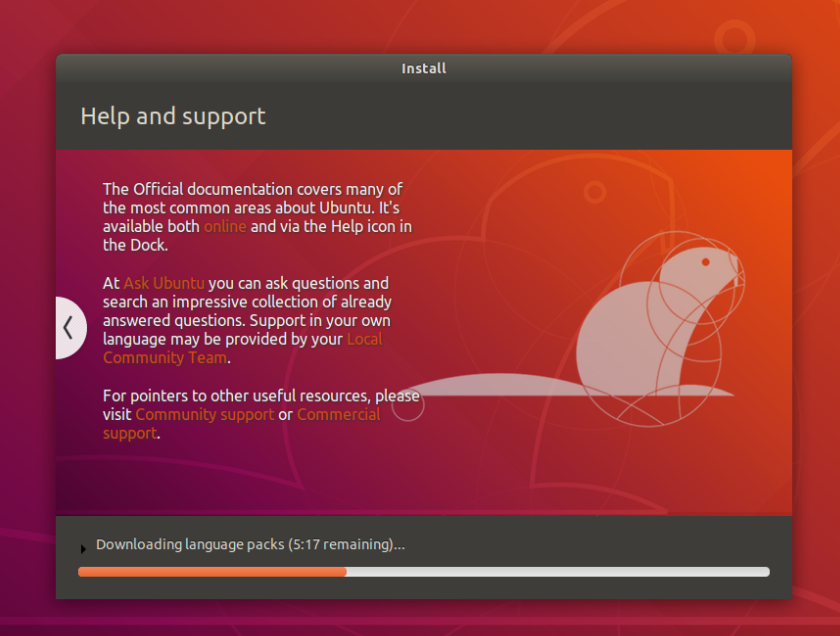 Install
Help and support
The Official documentation covers many of
the most common areas about Ubuntu. It's
available both online and via the Help icon in
the Dock.
At Ask Ubuntu you can ask questions and
search an impressive collection of already
answered questions. Support in your own
language may be provided by your Local
Community Team.
For pointers to other useful resources, please
visit Community support or Commercial
support.
Downloading language packs (5:17 remaining)...